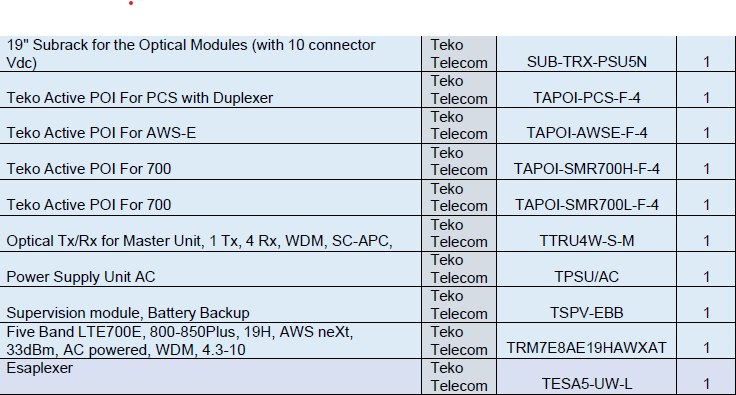 19" Subrack for the Optical Modules (with 10 connector Vdc) Teko Telecom SUB-TRX-PSU5N 1
Teko Active POI For PCS with Duplexer Teko Telecom TAPOI-PCS-F-4 1
Teko Active POI For AWS-E Teko Telecom TAPOI-AWSE-F-4 1
Teko Active POI For 700 Teko Telecom TAPOI-SMR700H-F-4 1
Teko Active POI For 700 Teko Telecom TAPOI-SMR700L-F-4 1
Optical Tx/Rx for Master Unit, 1 Tx, 4 Rx, WDM, SC-APC, Teko Telecom TTRU4W-S-M 1
Power Supply Unit AC Teko Telecom TPSU/AC 1
Supervision module, Battery Backup Teko Telecom TSPV-EBB 1
Five Band LTE700E, 800-850Plus, 19H, AWS neXt, 33dBm, AC powered, WDM, 4.3-10 Teko Telecom TRM7E8AE19HAWXAT 1
Esaplexer Teko Telecom TESA5-UW-L 1